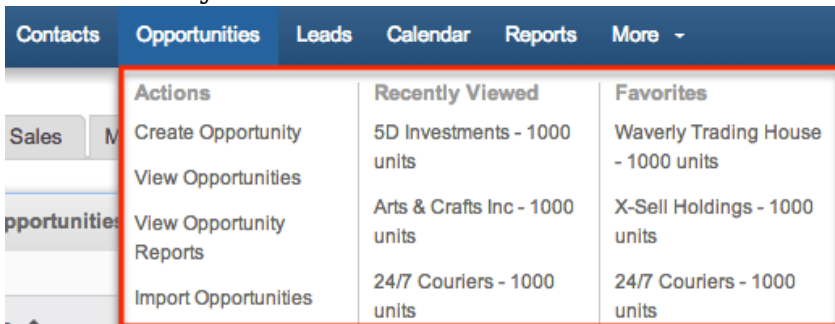 Contacts Opportunities Leads Calendar Reports More
Actions Recently Viewed Favorites
Create Opportunity
View Opportunities
View Opportunity
Reports
Import Opportunities
5D Investments - 1000
units
Arts & Crafts Inc - 1000
units
24/7 Couriers - 1000
units
Waverly Trading House
- 1000 units
X-Sell Holdings - 1000
units
24/7 Couriers - 1000
units
Sales M
pportunities